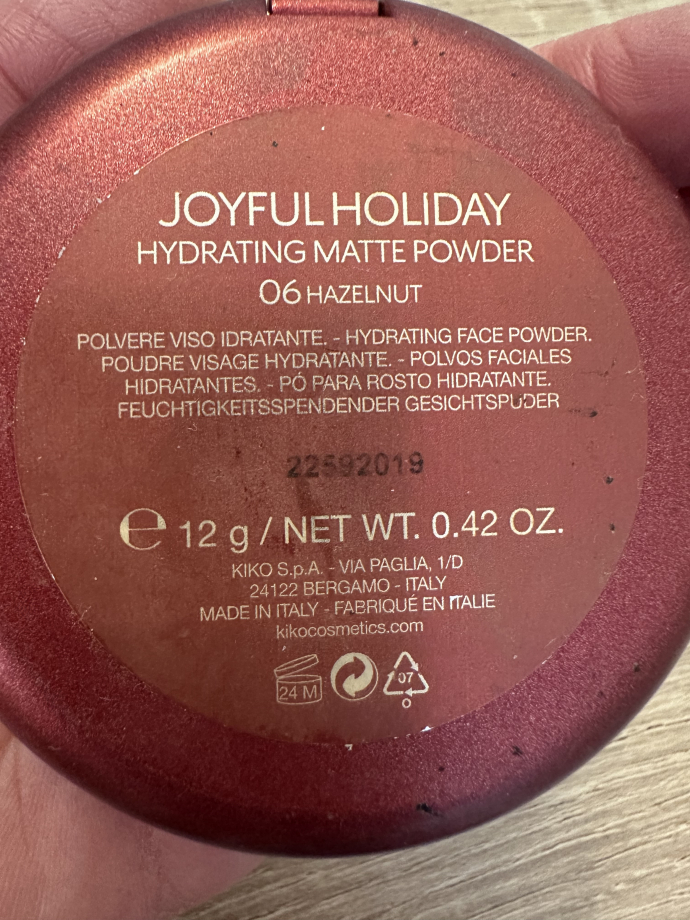 JOYFUL HOLIDAY
HYDRATING MATTE POWDER
06 HAZELNUT
POLVERE VISO IDRATANTE. - HYDRATING FACE POWDER.
POUDRE VISAGE HYDRATANTE. - POLVOS FACIALES
HIDRATANTES. - PÓ PARA ROSTO HIDRATANTE.
FEUCHTIGKEITSSPENDENDER GESICHTSPUDER
22592019
e 12 g / NET WT. 0.42 OZ.
KIKO S.p.A. - VIA PAGLIA, 1/D
24122 BERGAMO - ITALY
MADE IN ITALY - FABRIQUÉ EN ITALIE
kikocosmetics.com
24 M
07
O